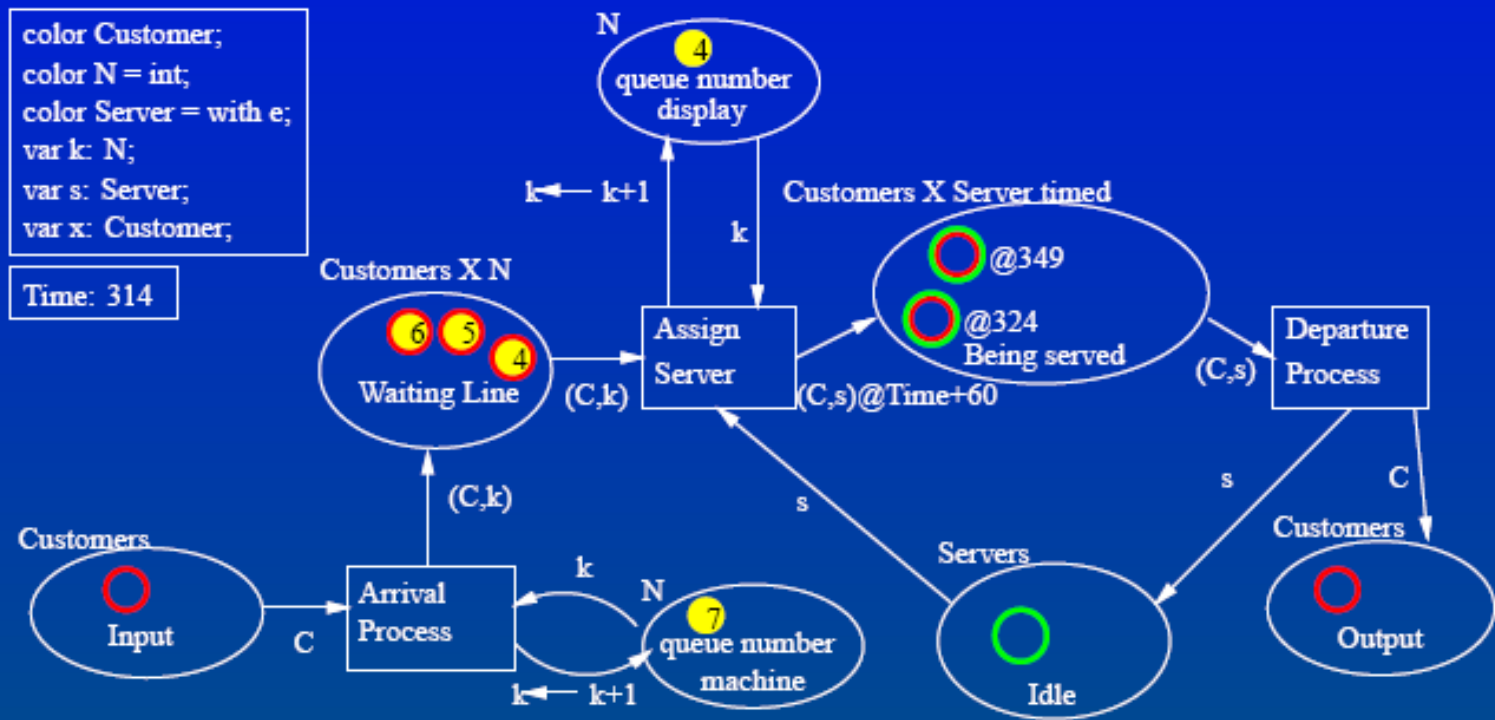 color Customer;
color N = int;
color Server = with e;
var k: N;
var s: Server;
var x: Customer;
Time: 314
N
4
queue number
display
k
k+1
k
Customers X Server timed
@349
@324
Being served
Customers X N
6
5
4
Waiting Line
(C,k)
Assign
Server
(C,s)@Time+60
(C,s)
Departure
Process
(C,k)
s
s
C
Customers
Input
C
Arrival
Process
k
k
k+1
N
7
queue number
machine
Servers
Idle
Customers
Output